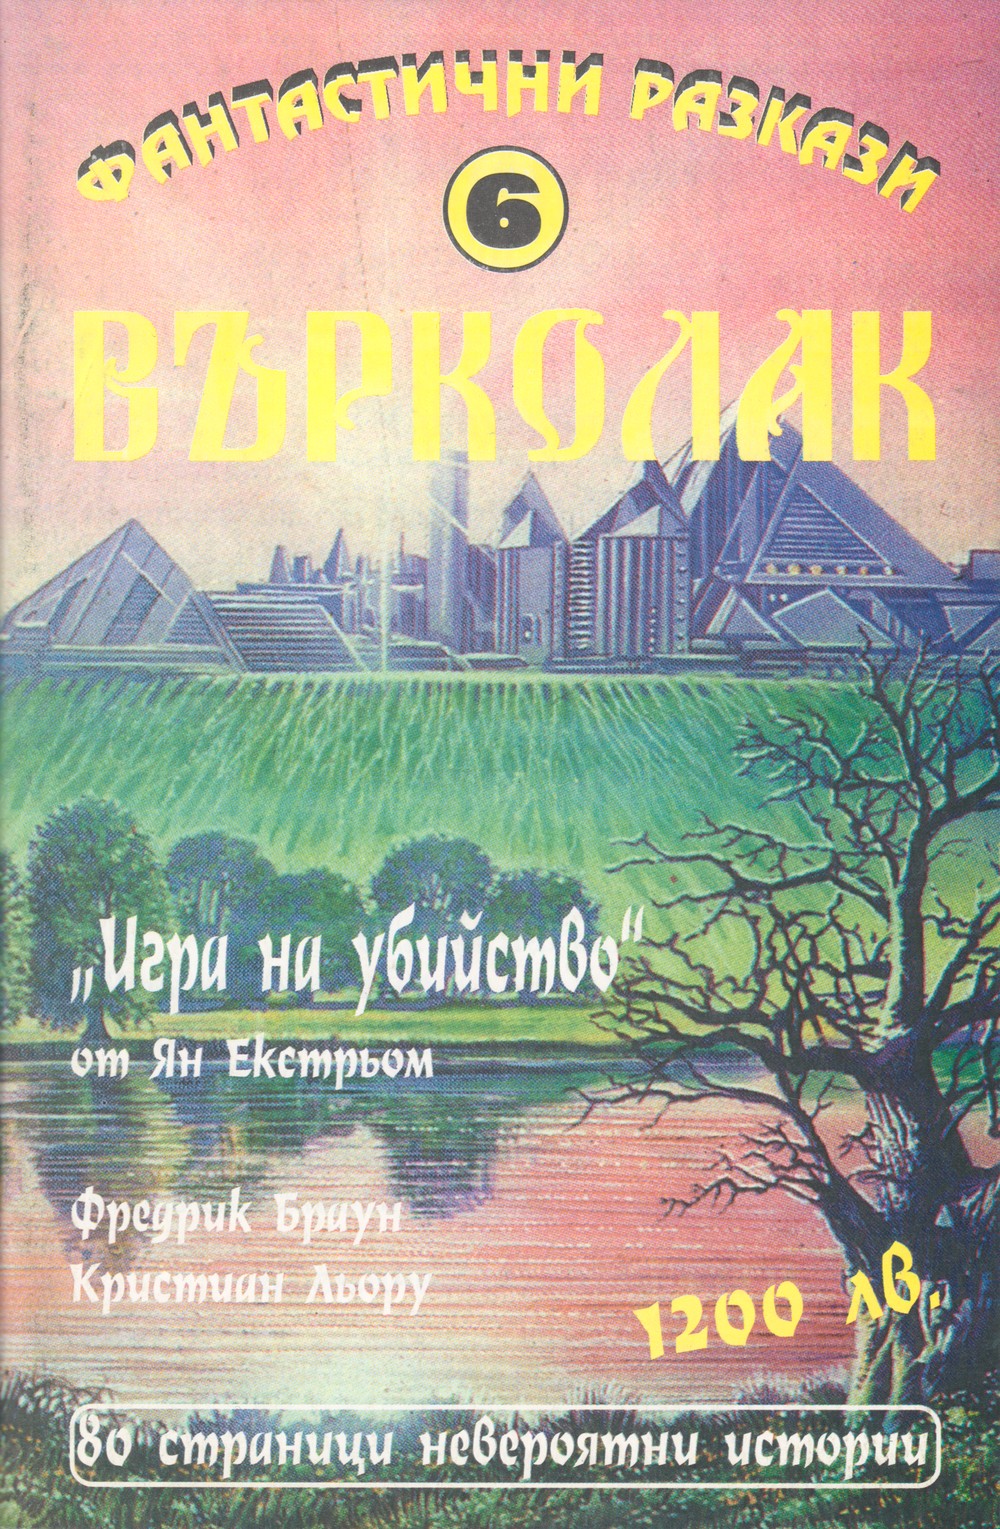 ФАНТАСТИЧНИ РАЗКАЗИ
6
ВЪРКОЛАК
„Игра на убийство“
от Ян Екстрьом
Фредрик Браун
Кристиан Льору
1200 лв.
80 страници невероятни истории